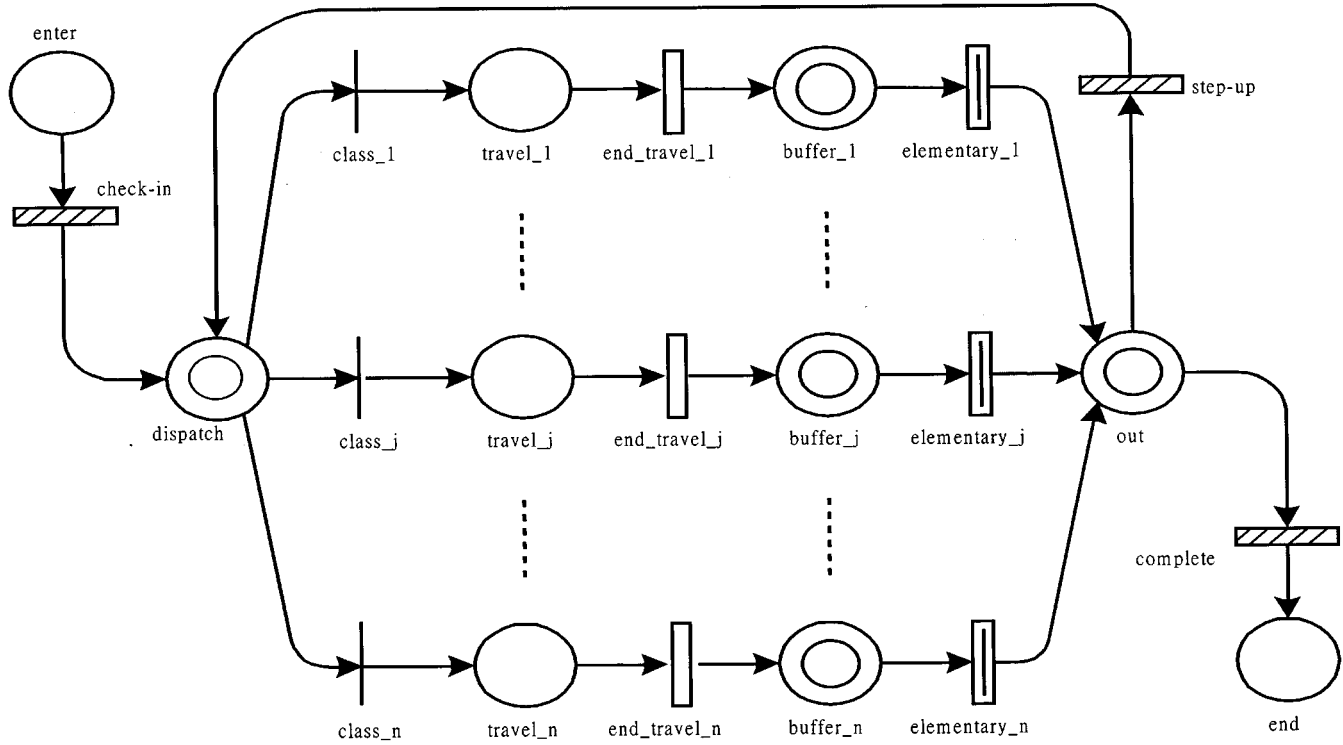 enter
step-up
class_1
travel_1
end_travel_1
buffer_1
elementary_1
check-in
dispatch
class_j
travel_j
end_travel_j
buffer_j
elementary_j
out
complete
class_n
travel_n
end_travel_n
buffer_n
elementary_n
end